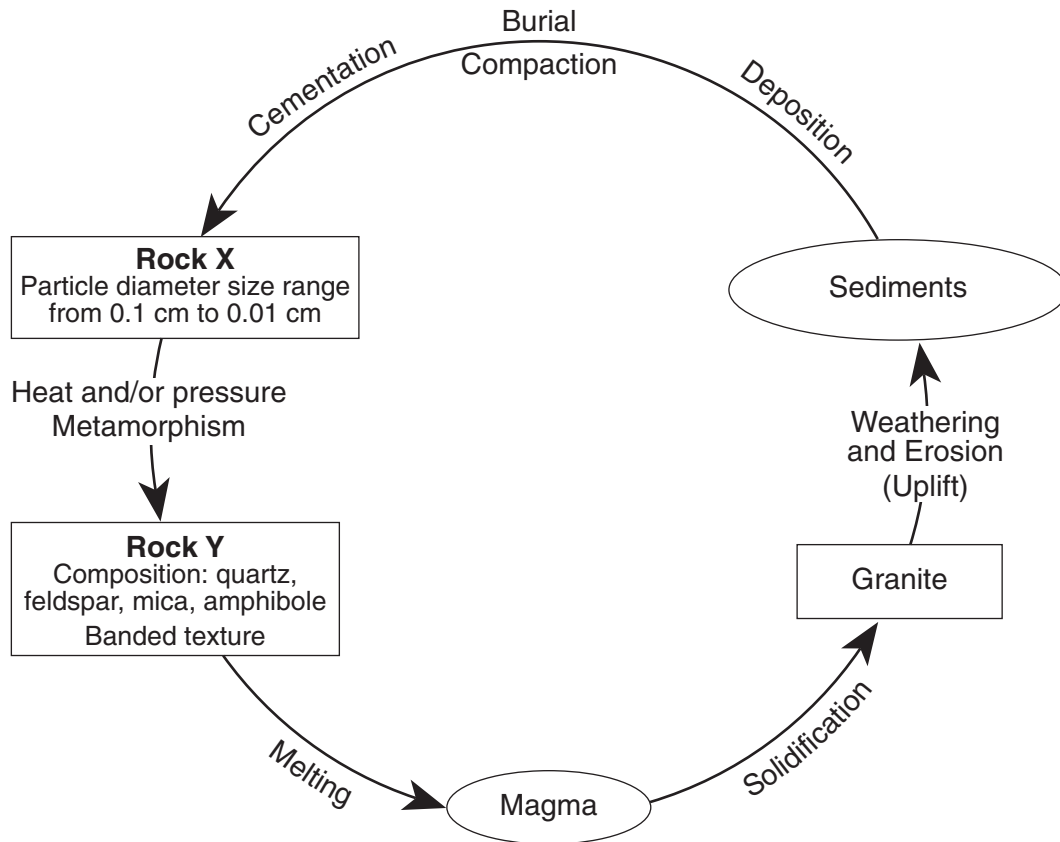 Burial
Compaction
Cementation
Deposition
Rock X
Particle diameter size range
from 0.1 cm to 0.01 cm
Sediments
Heat and/or pressure
Metamorphism
Weathering
and Erosion
(Uplift)
Rock Y
Composition: quartz,
feldspar, mica, amphibole
Banded texture
Granite
Melting
Magma
Solidification